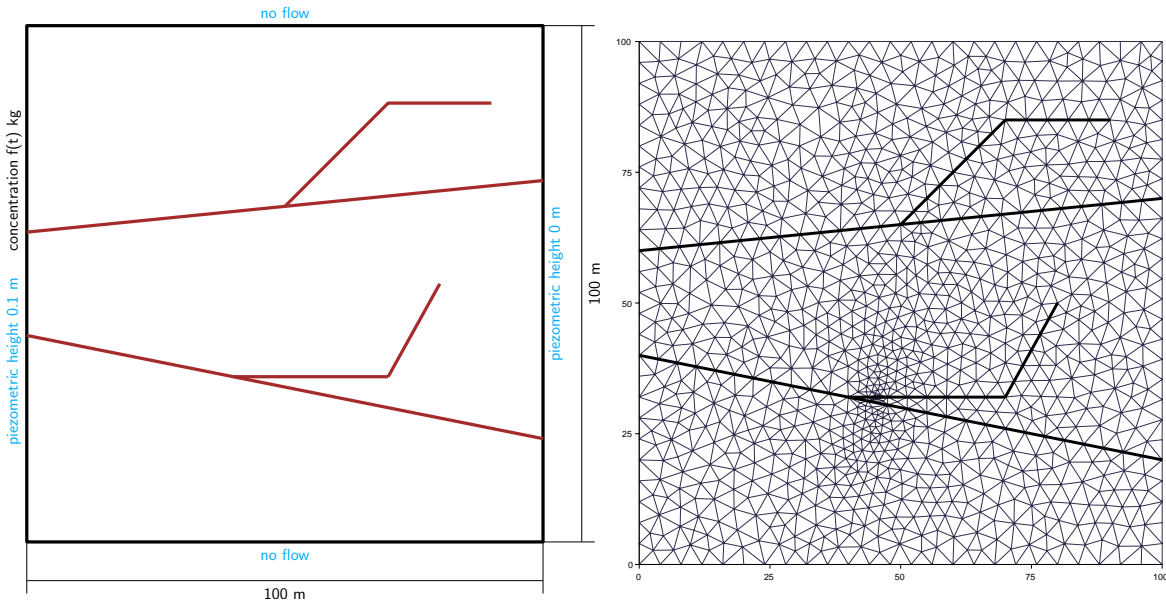 no flow
concentration f(t) kg
piezometric height 0.1 m
piezometric height 0 m
100 m
no flow
100 m
100
75
50
25
0
0
25
50
75
100